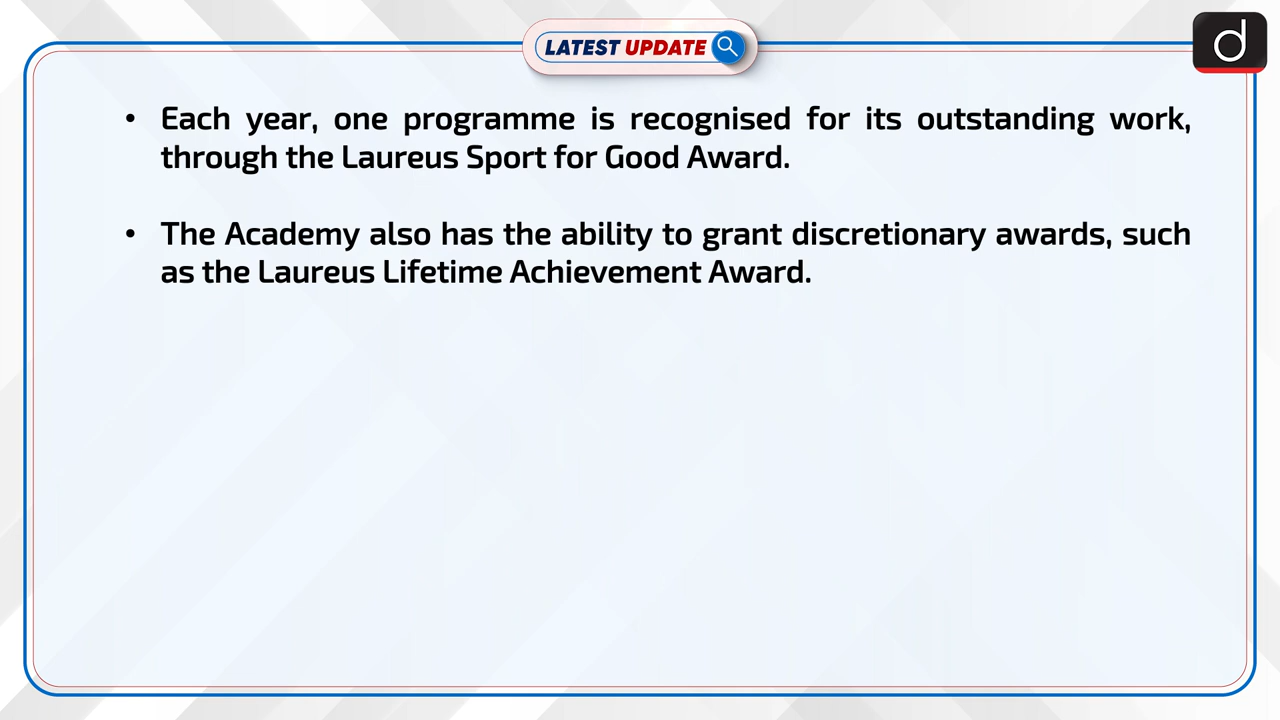 LATEST UPDATE
d
• Each year, one programme is recognised for its outstanding work,
through the Laureus Sport for Good Award.
• The Academy also has the ability to grant discretionary awards, such
as the Laureus Lifetime Achievement Award.